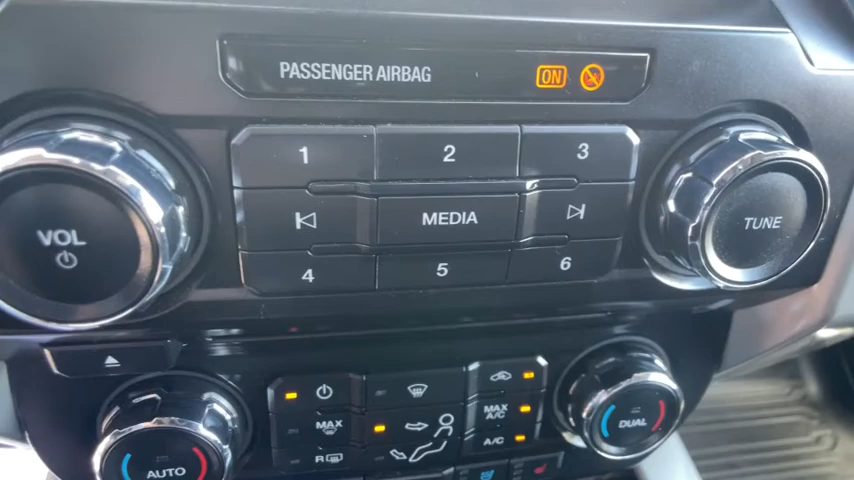 PASSENGER AIRBAG ON
1 2 3
VOL
MEDIA
TUNE
4 5 6
MAX
A/C
MAX
A/C
R
AUTO
DUAL